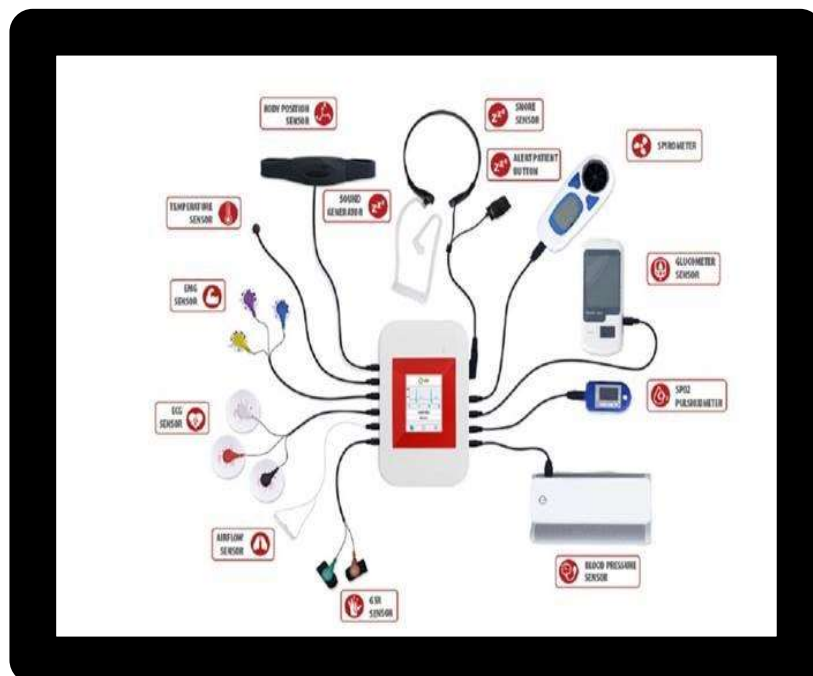 BODY POSITION
SENSOR
SNORE
SENSOR
ALERT PATIENT
BUTTON
SPIROMETER
SOUND
GENERATOR
TEMPERATURE
SENSOR
GLUCOMETER
SENSOR
EMG
SENSOR
SPO2
ECG
SENSOR
AIRFLOW
SENSOR
BLOOD PRESSURE
SENSOR
GSR
SENSOR